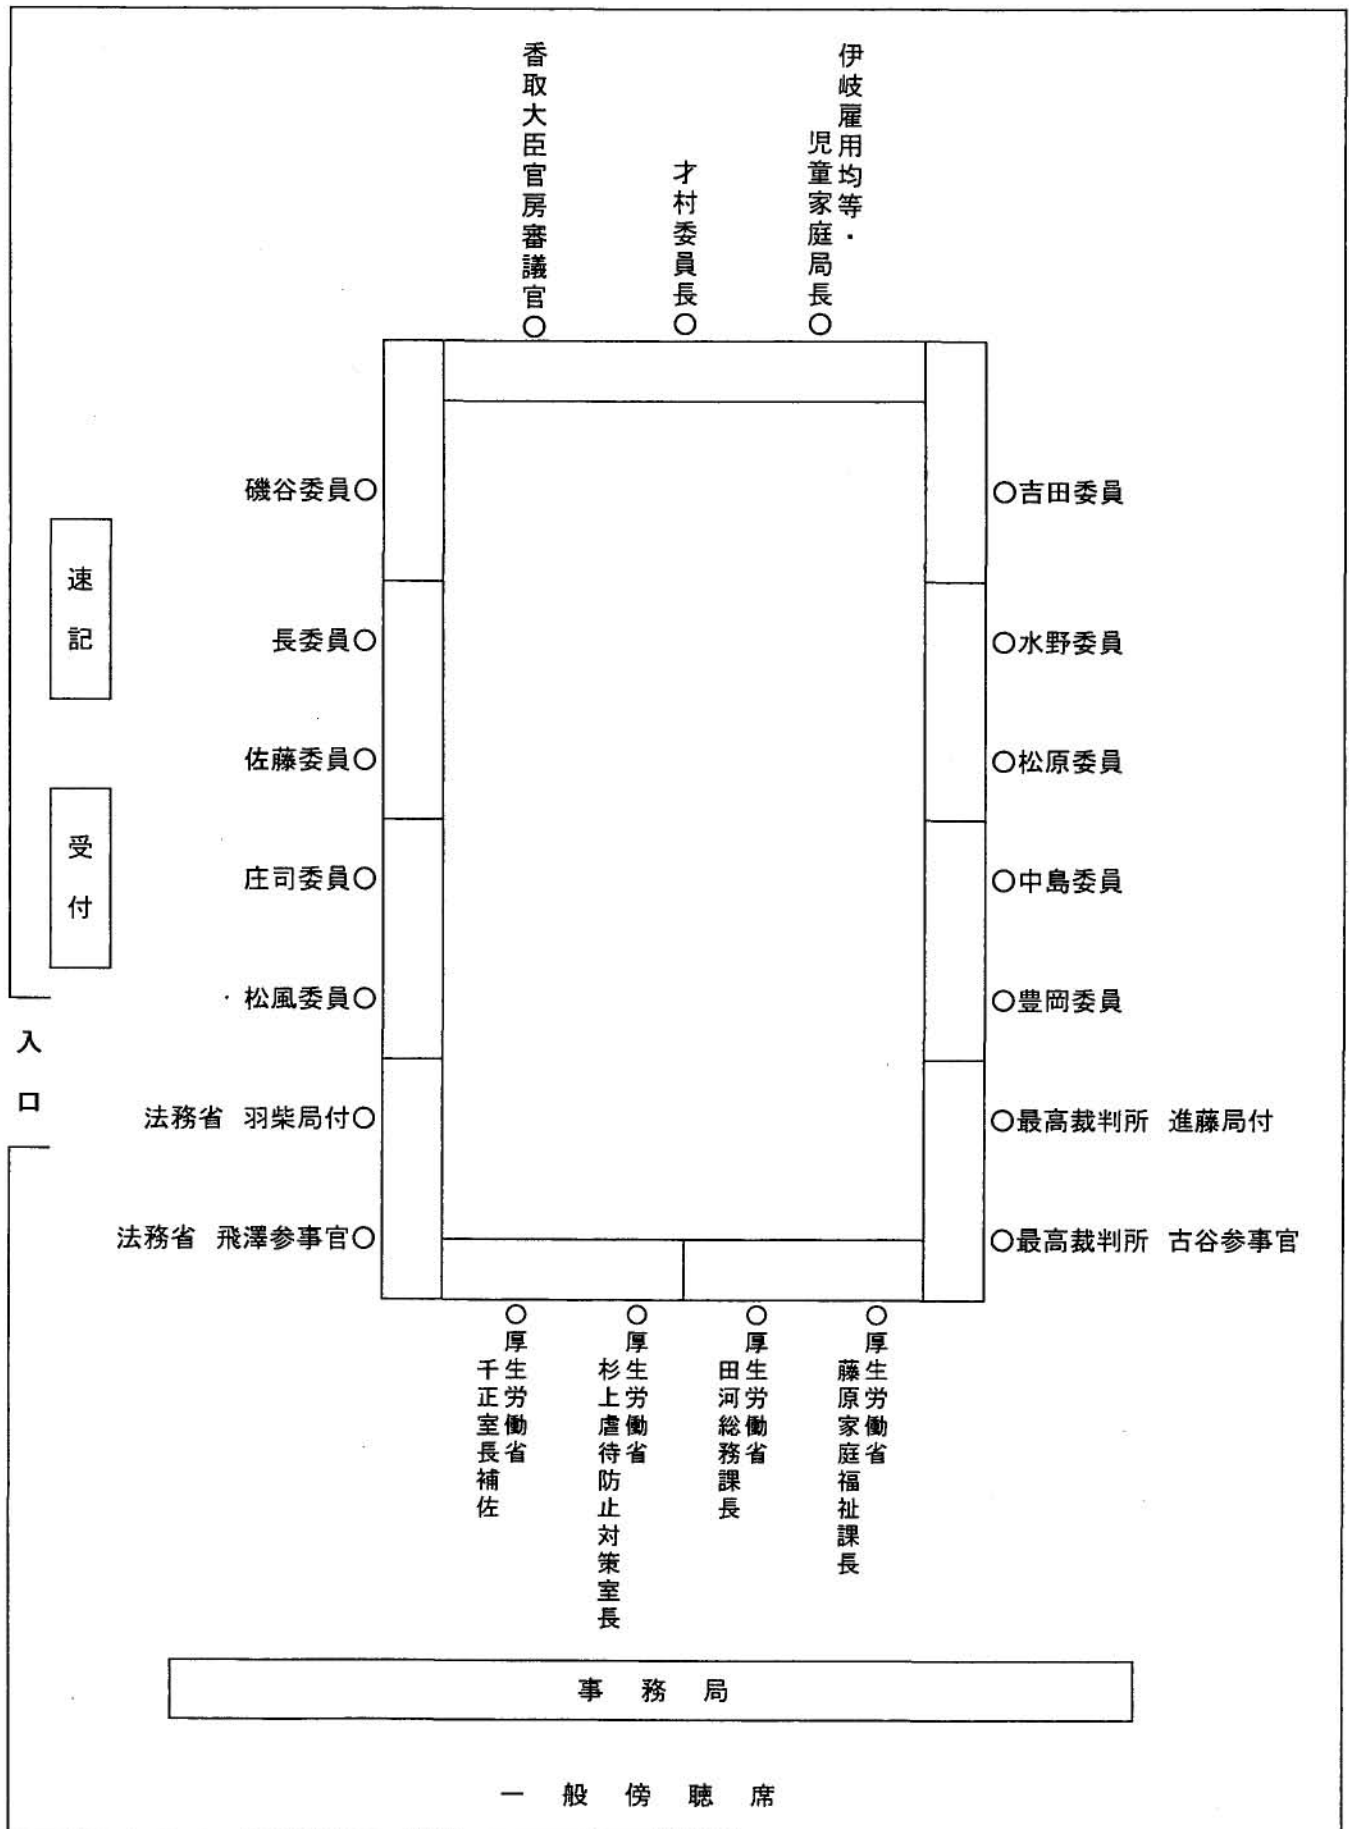 伊岐雇用均等・
児童家庭局長○
才村委員長○
香取大臣官房審議官○
磯谷委員○
○吉田委員
速記
長委員○
○水野委員
佐藤委員○
○松原委員
受付
庄司委員○
○中島委員
松風委員○
○豊岡委員
入口
法務省 羽柴局付○
○最高裁判所 進藤局付
法務省 飛澤参事官○
○最高裁判所 古谷参事官
○厚生労働省
藤原家庭福祉課長
○厚生労働省
田河総務課長
○厚生労働省
杉上虐待防止対策室長
○厚生労働省
千正室長補佐
事務局
一般傍聴席